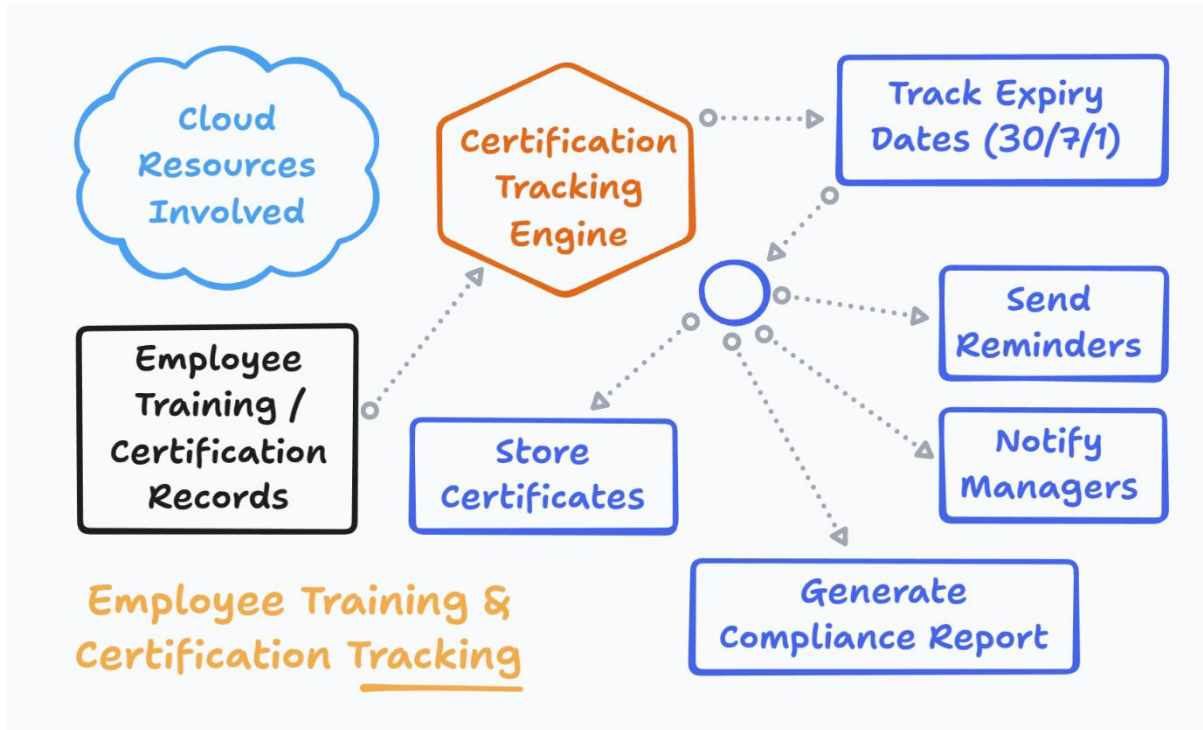 Cloud
Resources
Involved
Certification
Tracking
Engine
Track Expiry
Dates (30/7/1)
Employee
Training /
Certification
Records
Send
Reminders
Store
Certificates
Notify
Managers
Generate
Compliance Report
Employee Training &
Certification Tracking